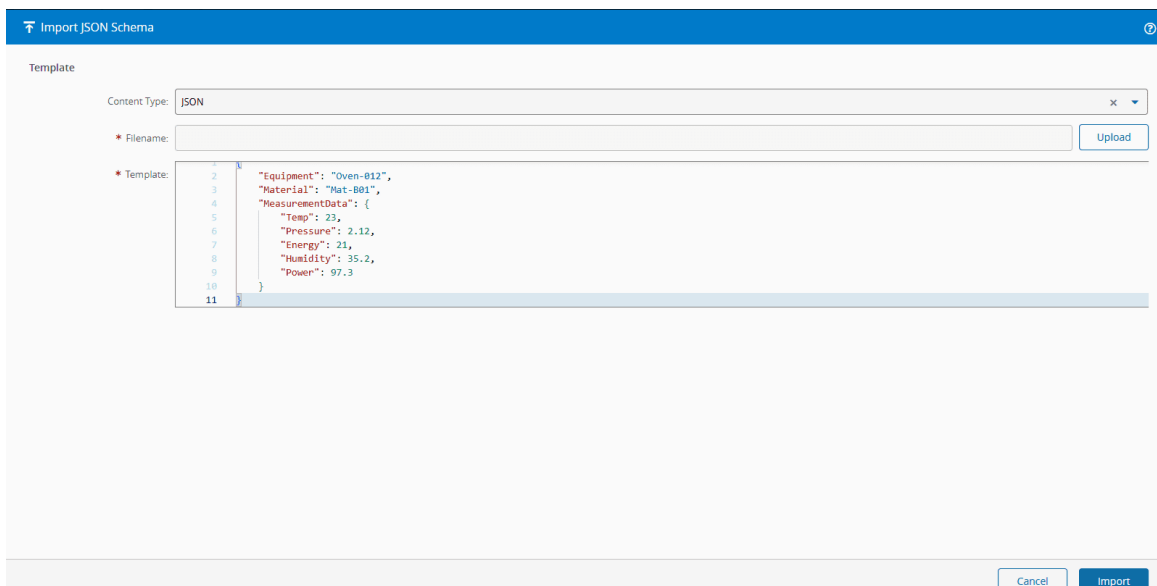 Import JSON Schema
Template
Content Type: JSON
* Filename: Upload
* Template:
1 {
2 "Equipment": "Oven-012",
3 "Material": "Mat-B01",
4 "MeasurementData": {
5 "Temp": 23,
6 "Pressure": 2.12,
7 "Energy": 21,
8 "Humidity": 35.2,
9 "Power": 97.3
10 }
11 }
Cancel Import